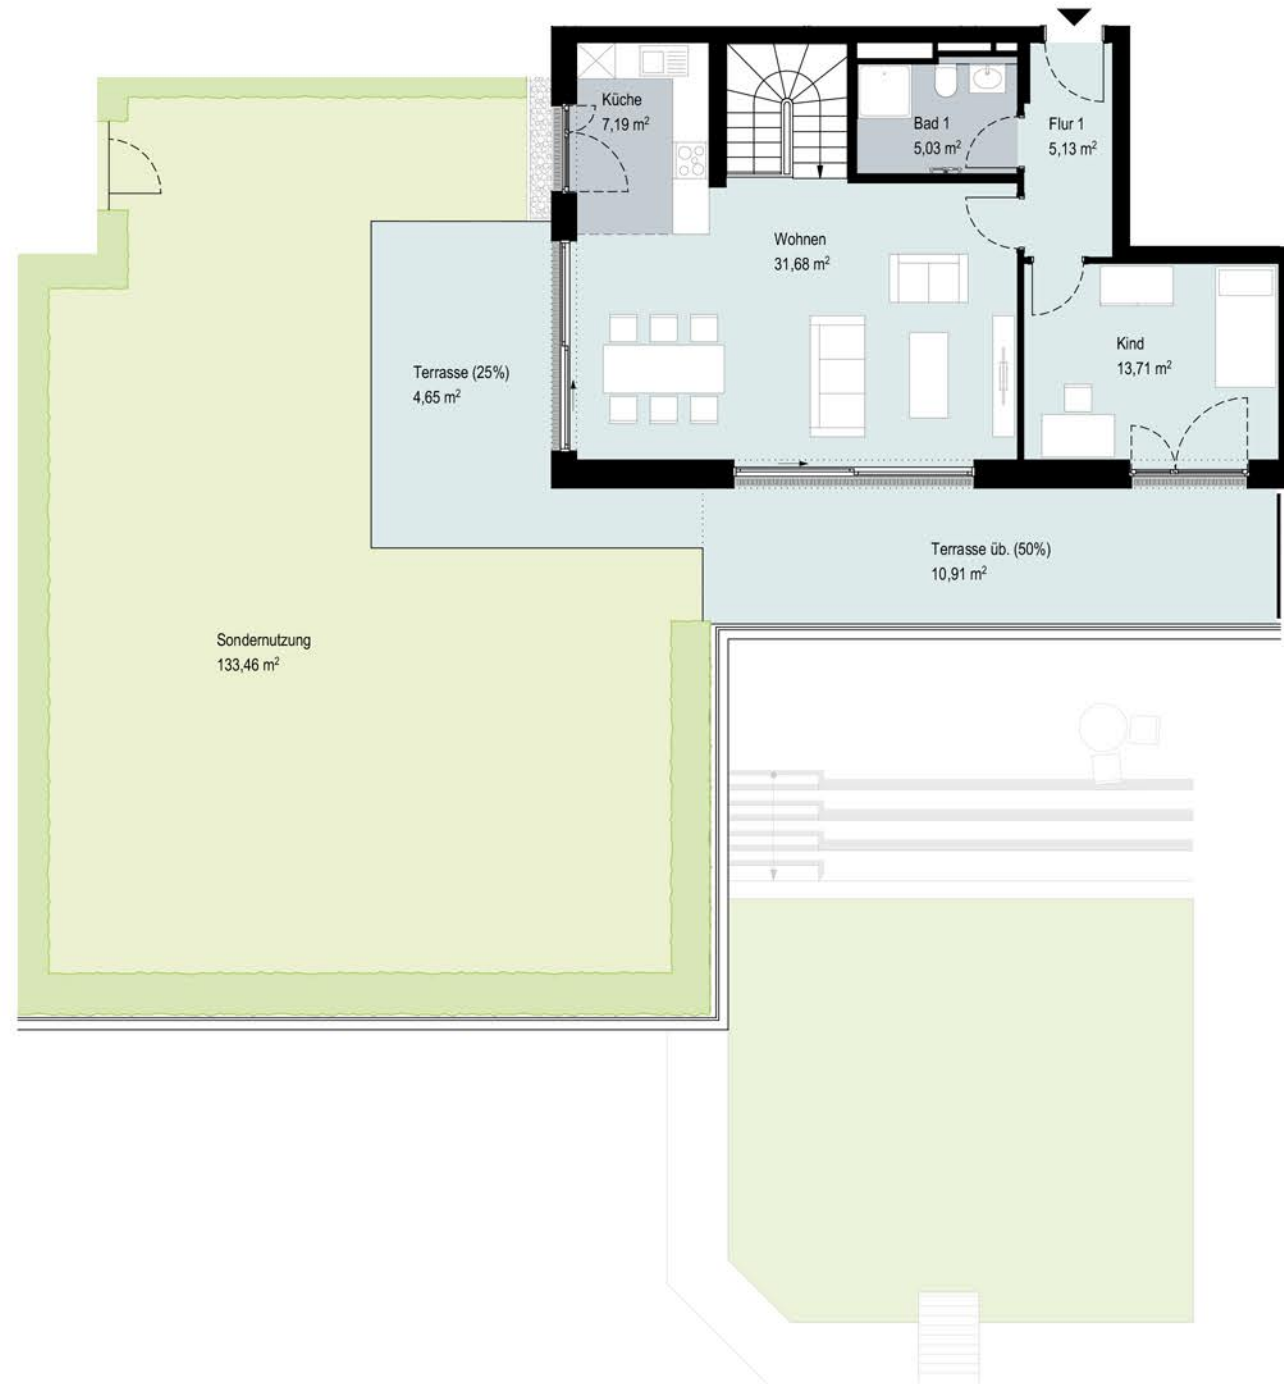 Küche
7,19 m²
Bad 1
5,03 m²
Flur 1
5,13 m²
Wohnen
31,68 m²
Kind
13,71 m²
Terrasse (25%)
4,65 m²
Terrasse üb. (50%)
10,91 m²
Sondernutzung
133,46 m²